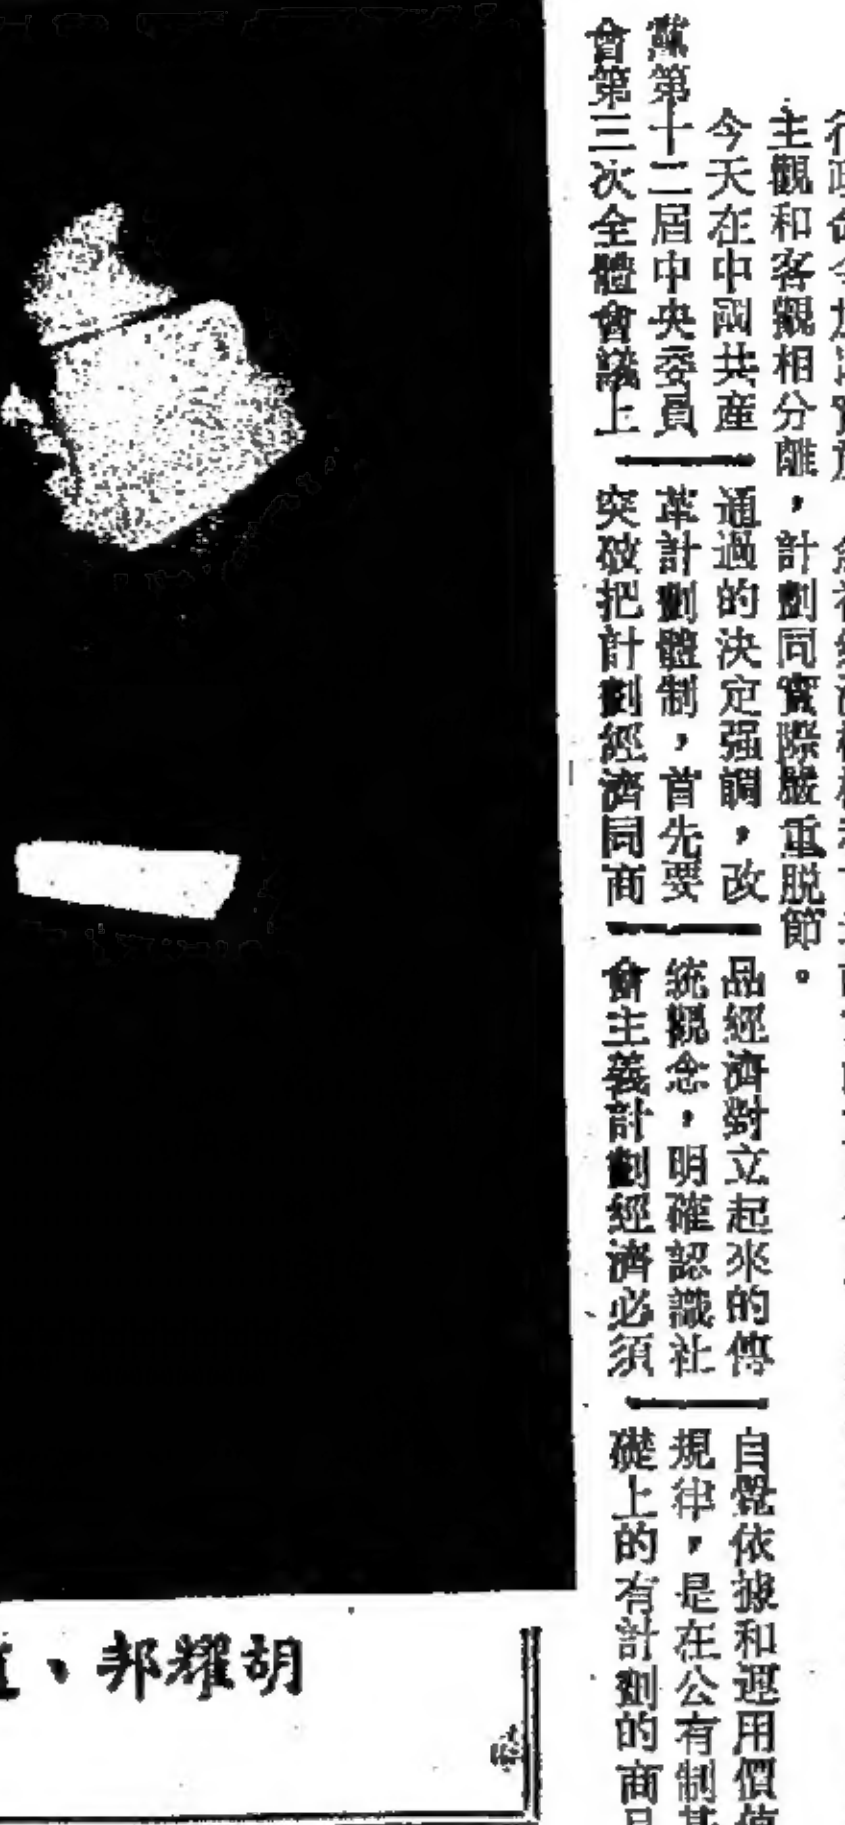 主觀和客觀相分離，計劃同實際嚴重脫節。
今天在中國共産
黨第十二屆中央委員
會第三次全體會議上
通過的決定强調，改
革計劃體制，首先要
突破把計劃經濟同商
品經濟對立起來的傳
統觀念，明確認識社
會主義計劃經濟必須
自覺依據和運用價值
規律，是在公有制基
礎上的有計劃的商品
胡耀邦、